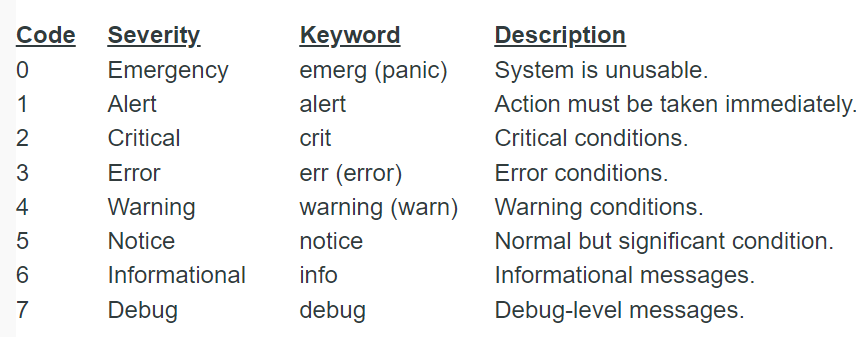 Code Severity Keyword Description
0 Emergency emerg (panic) System is unusable.
1 Alert alert Action must be taken immediately.
2 Critical crit Critical conditions.
3 Error err (error) Error conditions.
4 Warning warning (warn) Warning conditions.
5 Notice notice Normal but significant condition.
6 Informational info Informational messages.
7 Debug debug Debug-level messages.